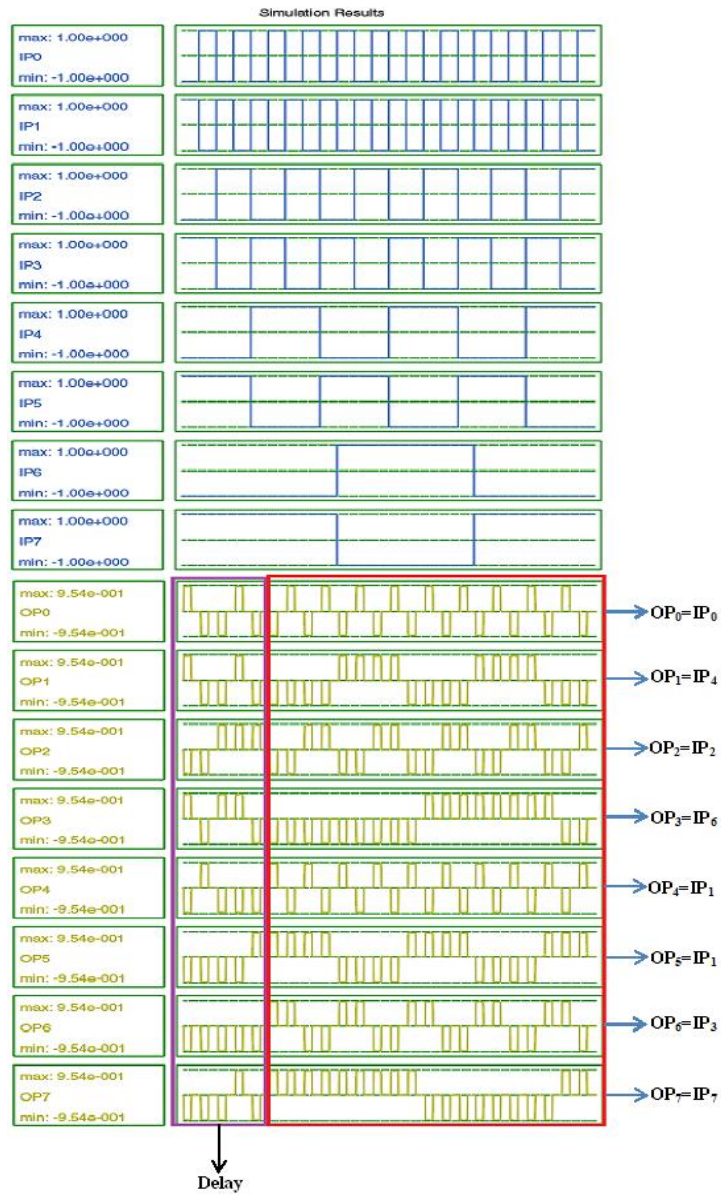 Simulation Results
max: 1.00e+000
IP0
min: -1.00e+000
max: 1.00e+000
IP1
min: -1.00e+000
max: 1.00e+000
IP2
min: -1.00e+000
max: 1.00e+000
IP3
min: -1.00e+000
max: 1.00e+000
IP4
min: -1.00e+000
max: 1.00e+000
IP5
min: -1.00e+000
max: 1.00e+000
IP6
min: -1.00e+000
max: 1.00e+000
IP7
min: -1.00e+000
max: 9.54e-001
OP0
min: -9.54e-001
OP₀=IP₀
max: 9.54e-001
OP1
min: -9.54e-001
OP₁=IP₄
max: 9.54e-001
OP2
min: -9.54e-001
OP₂=IP₂
max: 9.54e-001
OP3
min: -9.54e-001
OP₃=IP₆
max: 9.54e-001
OP4
min: -9.54e-001
OP₄=IP₁
max: 9.54e-001
OP5
min: -9.54e-001
OP₅=IP₁
max: 9.54e-001
OP6
min: -9.54e-001
OP₆=IP₃
max: 9.54e-001
OP7
min: -9.54e-001
OP₇=IP₇
Delay